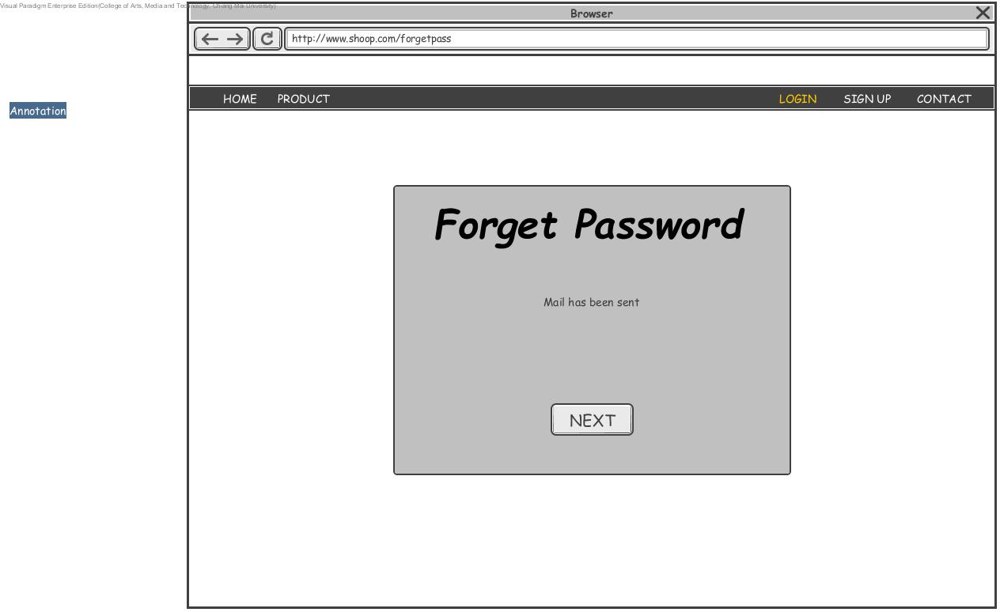 Visual Paradigm Enterprise Edition(College of Arts, Media and Technology, Chiang Mai University)
Browser
http://www.shoop.com/forgetpass
HOME PRODUCT LOGIN SIGN UP CONTACT
Annotation
Forget Password
Mail has been sent
NEXT